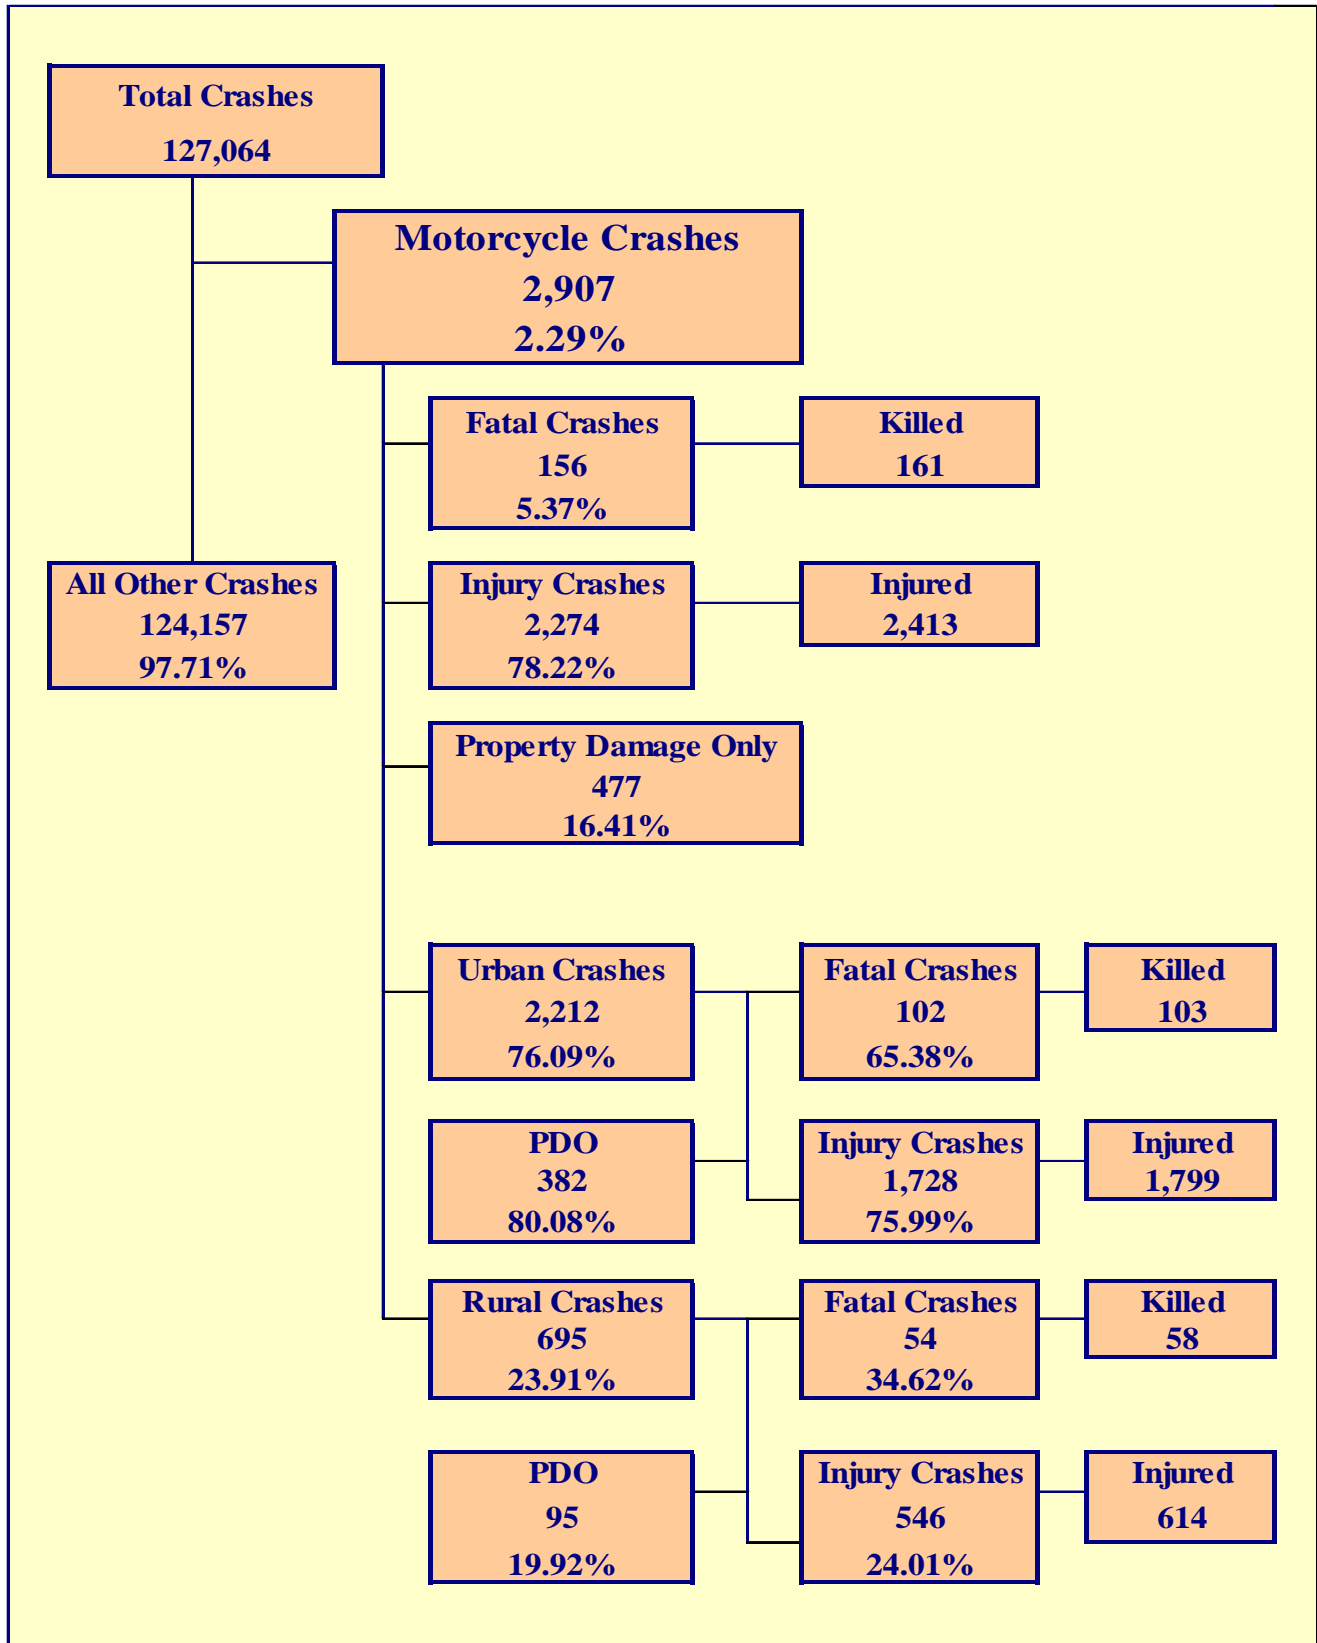 Total Crashes
127,064
Motorcycle Crashes
2,907
2.29%
Fatal Crashes
156
5.37%
Killed
161
All Other Crashes
124,157
97.71%
Injury Crashes
2,274
78.22%
Injured
2,413
Property Damage Only
477
16.41%
Urban Crashes
2,212
76.09%
Fatal Crashes
102
65.38%
Killed
103
PDO
382
80.08%
Injury Crashes
1,728
75.99%
Injured
1,799
Rural Crashes
695
23.91%
Fatal Crashes
54
34.62%
Killed
58
PDO
95
19.92%
Injury Crashes
546
24.01%
Injured
614